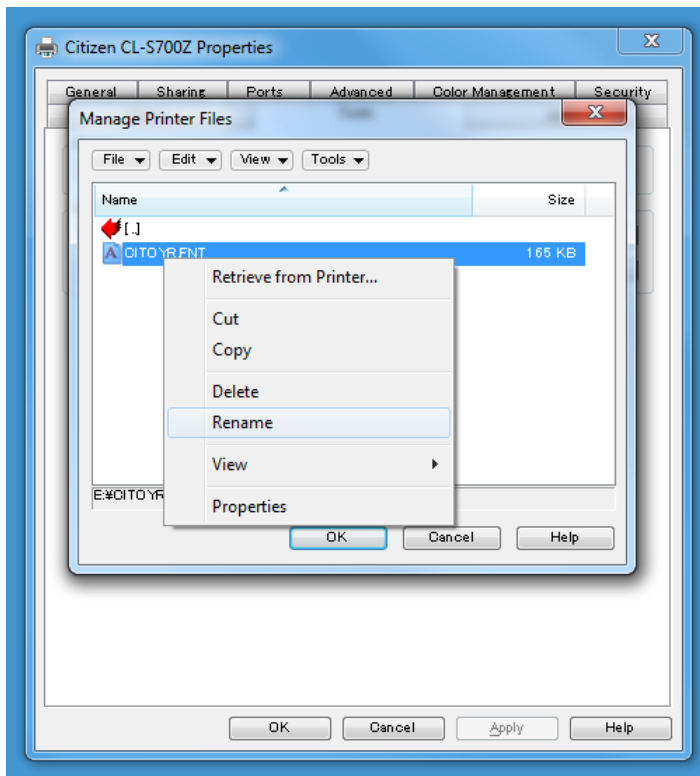 Citizen CL-S700Z Properties
General Sharing Ports Advanced Color Management Security
Manage Printer Files
File Edit View Tools
Name Size
[..]
CITOYR.FNT 165 KB
Retrieve from Printer...
Cut
Copy
Delete
Rename
View
E:¥CITOYR
Properties
OK Cancel Help
OK Cancel Apply Help